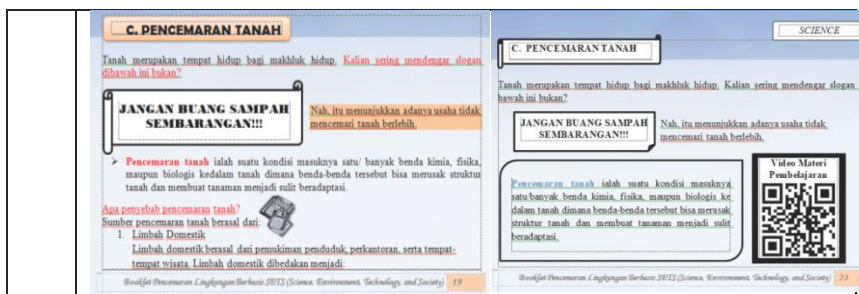 C. PENCEMARAN TANAH
Tanah merupakan tempat hidup bagi makhluk hidup. Kalian sering mendengar slogan
dibawah ini bukan?
JANGAN BUANG SAMPAH
SEMBARANGAN!!!
Nah, itu menunjukkan adanya usaha tidak
mencemari tanah berlebih.
➢ Pencemaran tanah ialah suatu kondisi masuknya satu/ banyak benda kimia, fisika,
maupun biologis kedalam tanah dimana benda-benda tersebut bisa merusak struktur
tanah dan membuat tanaman menjadi sulit beradaptasi.
Apa penyebab pencemaran tanah?
Sumber pencemaran tanah berasal dari:
1. Limbah Domestik
Limbah domestik berasal dari pemukiman penduduk, perkantoran, serta tempat-
tempat wisata. Limbah domestik dibedakan menjadi:
Booklet Pencemaran Lingkungan Berbasis SETS (Science, Environment, Technology, and Society) 19
SCIENCE
C. PENCEMARAN TANAH
Tanah merupakan tempat hidup bagi makhluk hidup. Kalian sering mendengar slogan
bawah ini bukan?
JANGAN BUANG SAMPAH
SEMBARANGAN!!!
Nah, itu menunjukkan adanya usaha tidak
mencemari tanah berlebih.
Pencemaran tanah ialah suatu kondisi masuknya
satu/banyak benda kimia, fisika, maupun biologis ke
dalam tanah dimana benda-benda tersebut bisa merusak
struktur tanah dan membuat tanaman menjadi sulit
beradaptasi.
Video Materi
Pembelajaran
Booklet Pencemaran Lingkungan Berbasis SETS (Science, Environment, Technology, and Society) 23